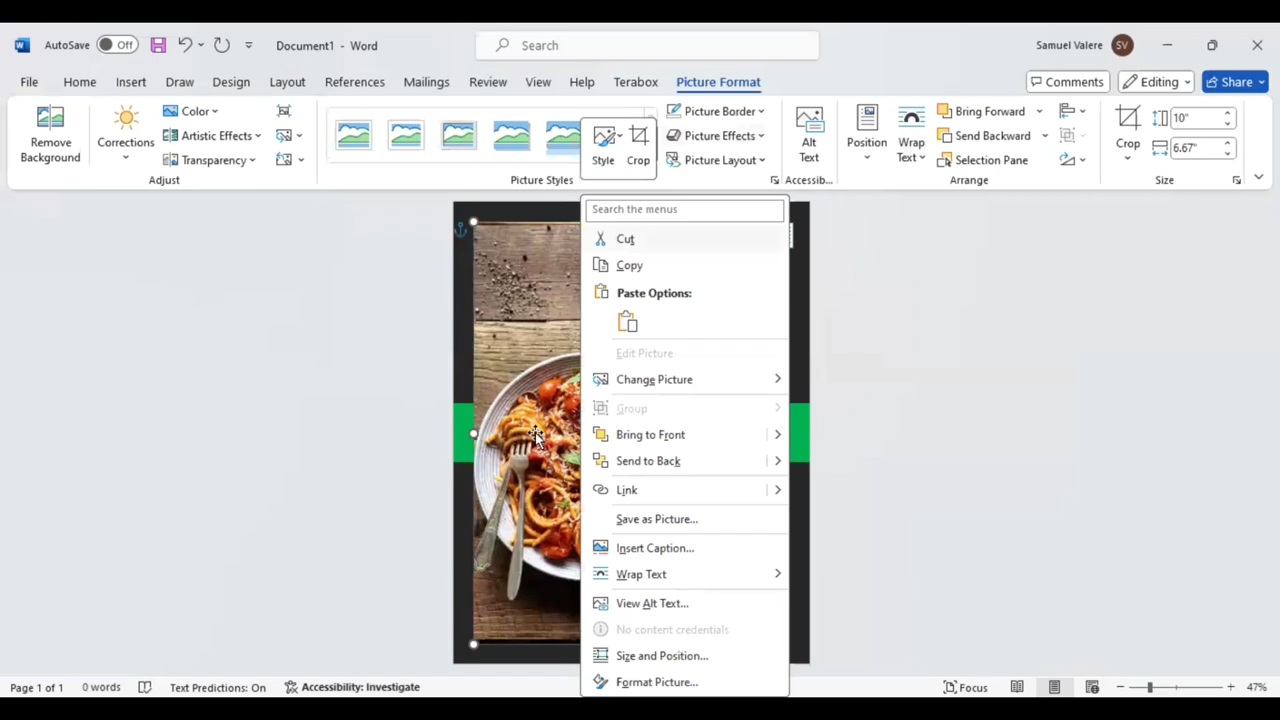 AutoSave Off Document1 - Word Search Samuel Valere SV
File Home Insert Draw Design Layout References Mailings Review View Help Terabox Picture Format Comments Editing Share
Remove Background
Corrections
Color
Artistic Effects
Transparency
Adjust
Picture Styles
Style
Crop
Picture Border
Picture Effects
Picture Layout
Alt Text
Accessib...
Position
Wrap Text
Bring Forward
Send Backward
Selection Pane
Arrange
Crop
10"
6.67"
Size
Search the menus
Cut
Copy
Paste Options:
Edit Picture
Change Picture
Group
Bring to Front
Send to Back
Link
Save as Picture...
Insert Caption...
Wrap Text
View Alt Text...
No content credentials
Size and Position...
Format Picture...
Page 1 of 1 0 words Text Predictions: On Accessibility: Investigate Focus 47%